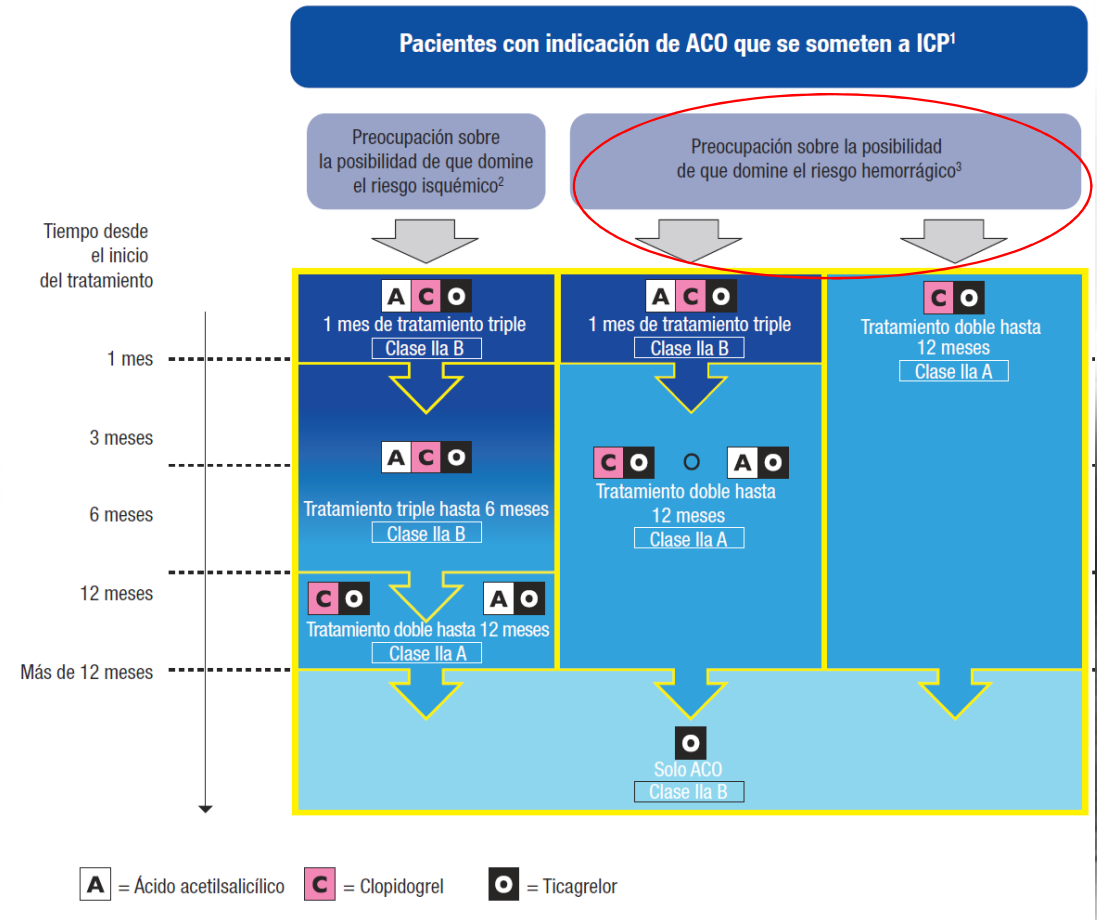 Pacientes con indicación de ACO que se someten a ICP¹
Preocupación sobre
la posibilidad de que domine
el riesgo isquémico²
Preocupación sobre la posibilidad
de que domine el riesgo hemorrágico³
Tiempo desde
el inicio
del tratamiento
A C O
1 mes de tratamiento triple
Clase IIa B
A C O
1 mes de tratamiento triple
Clase IIa B
C O
Tratamiento doble hasta
12 meses
Clase IIa A
1 mes
3 meses
A C O
Tratamiento triple hasta 6 meses
Clase IIa B
C O O A O
Tratamiento doble hasta
12 meses
Clase IIa A
6 meses
12 meses
C O A O
Tratamiento doble hasta 12 meses
Clase IIa A
Más de 12 meses
O
Solo ACO
Clase IIa B
A = Ácido acetilsalicílico C = Clopidogrel O = Ticagrelor